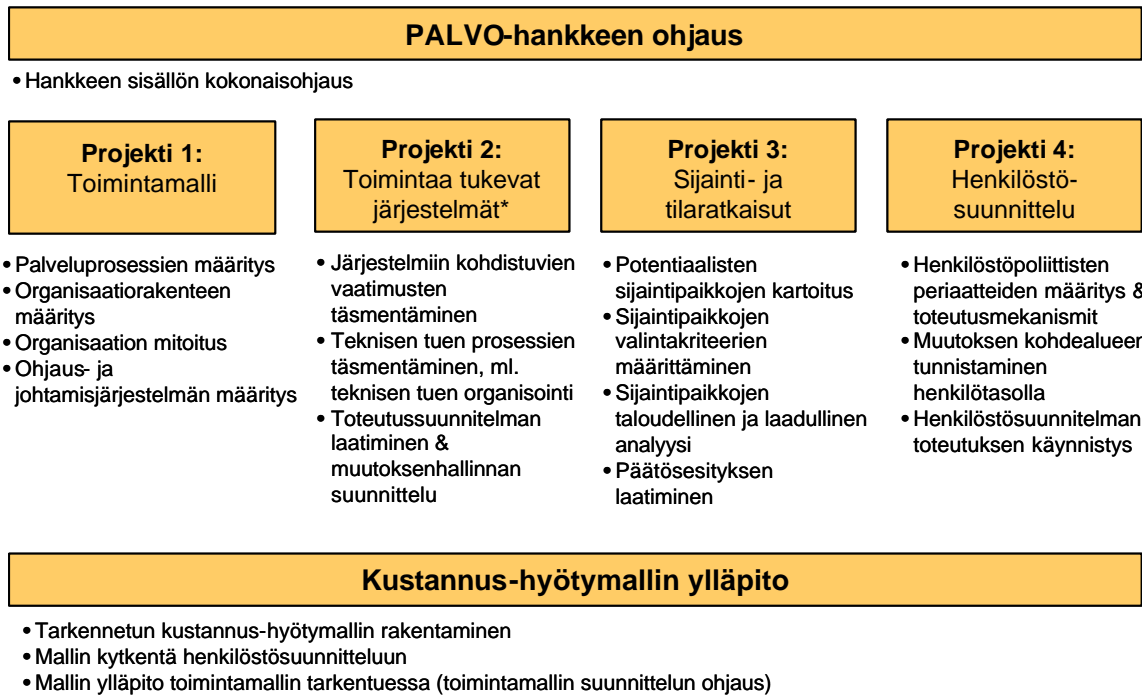 PALVO-hankkeen ohjaus
• Hankkeen sisällön kokonaisohjaus
Projekti 1:
Toimintamalli
• Palveluprosessien määritys
• Organisaatiorakenteen
määritys
• Organisaation mitoitus
• Ohjaus- ja
johtamisjärjestelmän määritys
Projekti 2:
Toimintaa tukevat
järjestelmät*
• Järjestelmiin kohdistuvien
vaatimusten
täsmentäminen
• Teknisen tuen prosessien
täsmentäminen, ml.
teknisen tuen organisointi
• Toteutussuunnitelman
laatiminen &
muutoksenhallinnan
suunnittelu
Projekti 3:
Sijainti- ja
tilaratkaisut
• Potentiaalisten
sijaintipaikkojen kartoitus
• Sijaintipaikkojen
valintakriteerien
määrittäminen
• Sijaintipaikkojen
taloudellinen ja laadullinen
analyysi
• Päätösesityksen
laatiminen
Projekti 4:
Henkilöstö-
suunnittelu
• Henkilöstöpoliittisten
periaatteiden määritys &
toteutusmekanismit
• Muutoksen kohdealueen
tunnistaminen
henkilötasolla
• Henkilöstösuunnitelman
toteutuksen käynnistys
Kustannus-hyötymallin ylläpito
• Tarkennetun kustannus-hyötymallin rakentaminen
• Mallin kytkentä henkilöstösuunnitteluun
• Mallin ylläpito toimintamallin tarkentuessa (toimintamallin suunnittelun ohjaus)